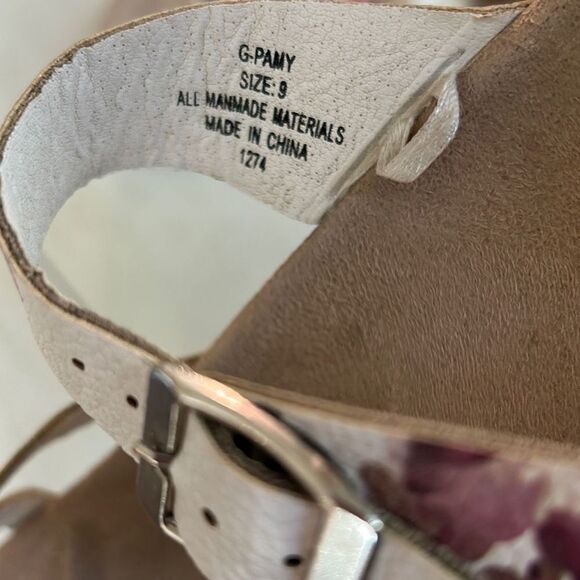 G-PAMY
SIZE: 9
ALL MANMADE MATERIALS
MADE IN CHINA
1274